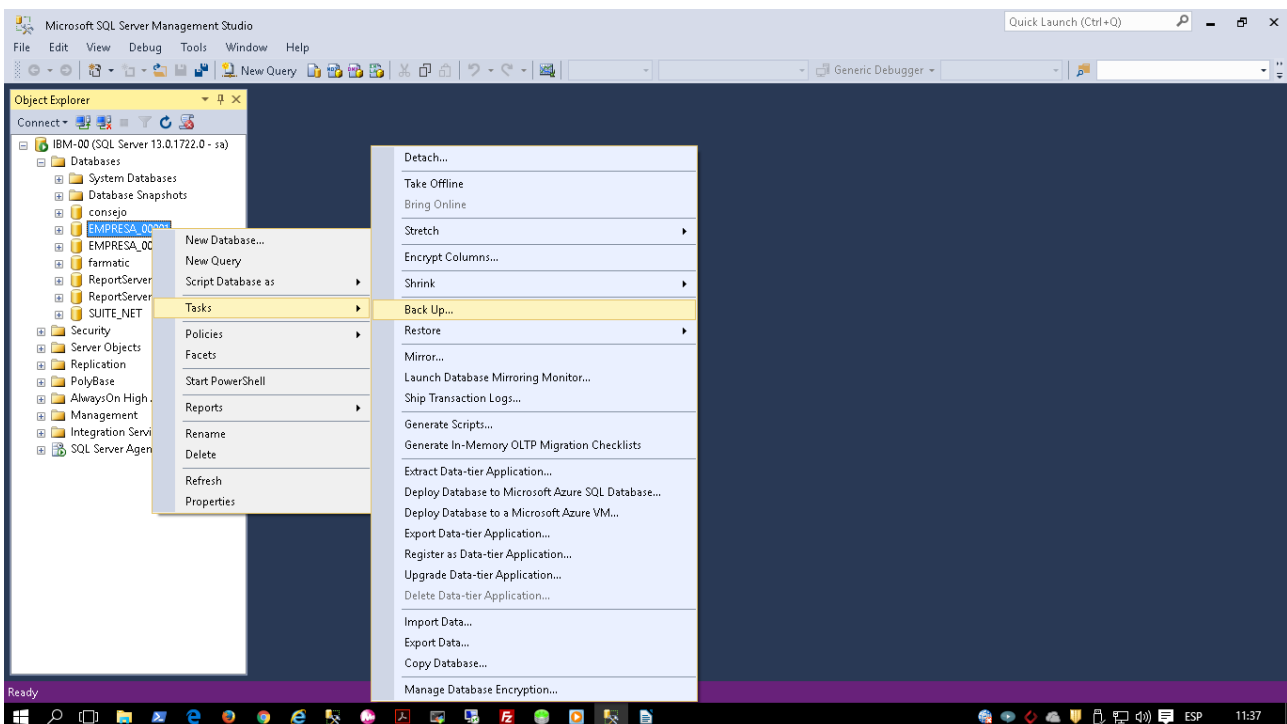 Microsoft SQL Server Management Studio
Quick Launch (Ctrl+Q)
File Edit View Debug Tools Window Help
New Query
Generic Debugger
Object Explorer
Connect
IBM-00 (SQL Server 13.0.1722.0 - sa)
Databases
System Databases
Database Snapshots
consejo
EMPRESA_00001
EMPRESA_00
farmatic
ReportServer
ReportServer
SUITE_NET
Security
Server Objects
Replication
PolyBase
AlwaysOn High
Management
Integration Servi
SQL Server Agen
New Database...
New Query
Script Database as
Tasks
Policies
Facets
Start PowerShell
Reports
Rename
Delete
Refresh
Properties
Detach...
Take Offline
Bring Online
Stretch
Encrypt Columns...
Shrink
Back Up...
Restore
Mirror...
Launch Database Mirroring Monitor...
Ship Transaction Logs...
Generate Scripts...
Generate In-Memory OLTP Migration Checklists
Extract Data-tier Application...
Deploy Database to Microsoft Azure SQL Database...
Deploy Database to a Microsoft Azure VM...
Export Data-tier Application...
Register as Data-tier Application...
Upgrade Data-tier Application...
Delete Data-tier Application...
Import Data...
Export Data...
Copy Database...
Manage Database Encryption...
Ready
ESP 11:37